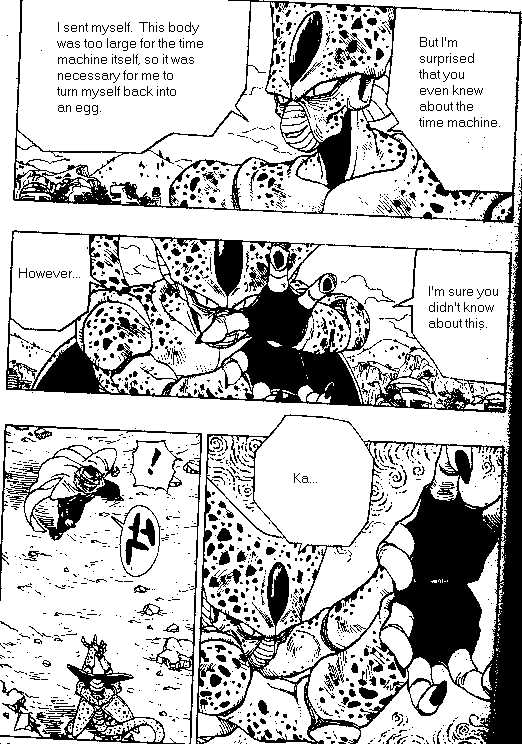 I sent myself. This body
was too large for the time
machine itself, so it was
necessary for me to
turn myself back into
an egg.
But I'm
surprised
that you
even knew
about the
time machine.
However...
I'm sure you
didn't know
about this.
!
Ka...